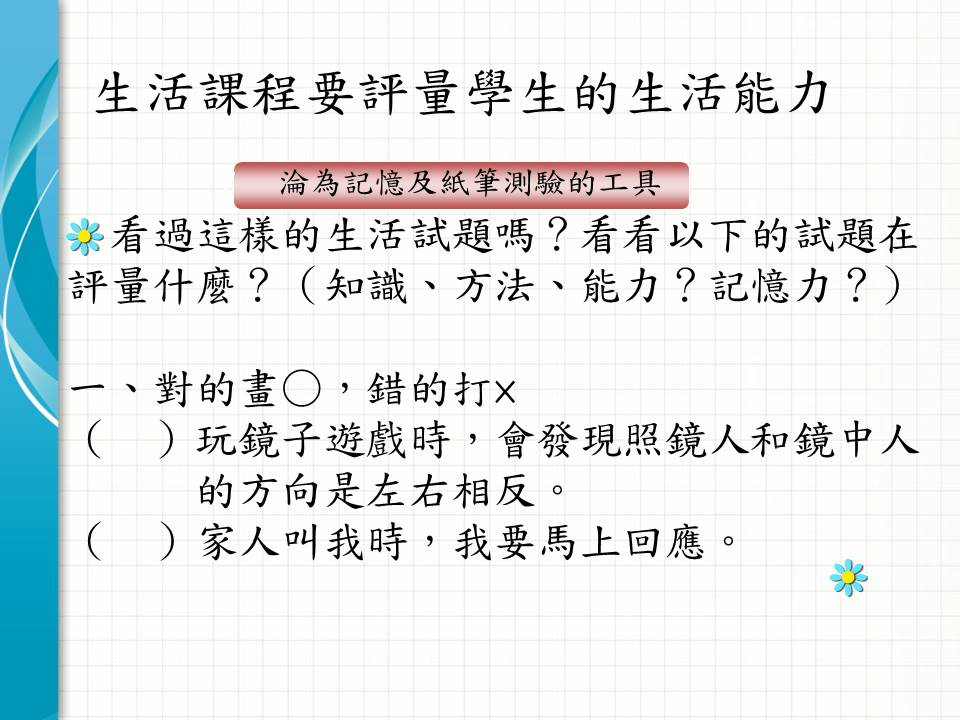 生活課程要評量學生的生活能力
淪為記憶及紙筆測驗的工具
看過這樣的生活試題嗎？看看以下的試題在
評量什麼？（知識、方法、能力？記憶力？）
一、對的畫○，錯的打×
（　）玩鏡子遊戲時，會發現照鏡人和鏡中人
的方向是左右相反。
（　）家人叫我時，我要馬上回應。